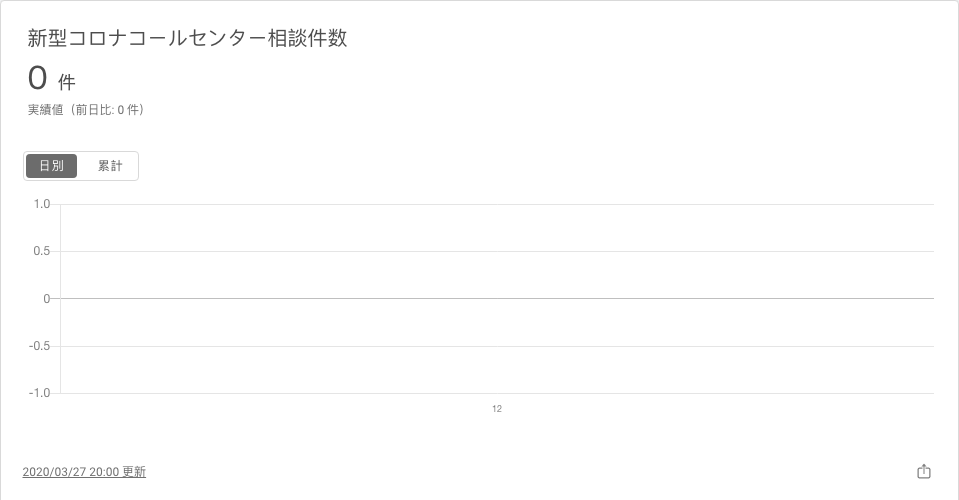 新型コロナコールセンター相談件数
0 件
実績値（前日比: 0 件）
日別 累計
1.0
0.5
0
-0.5
-1.0
12
2020/03/27 20:00 更新